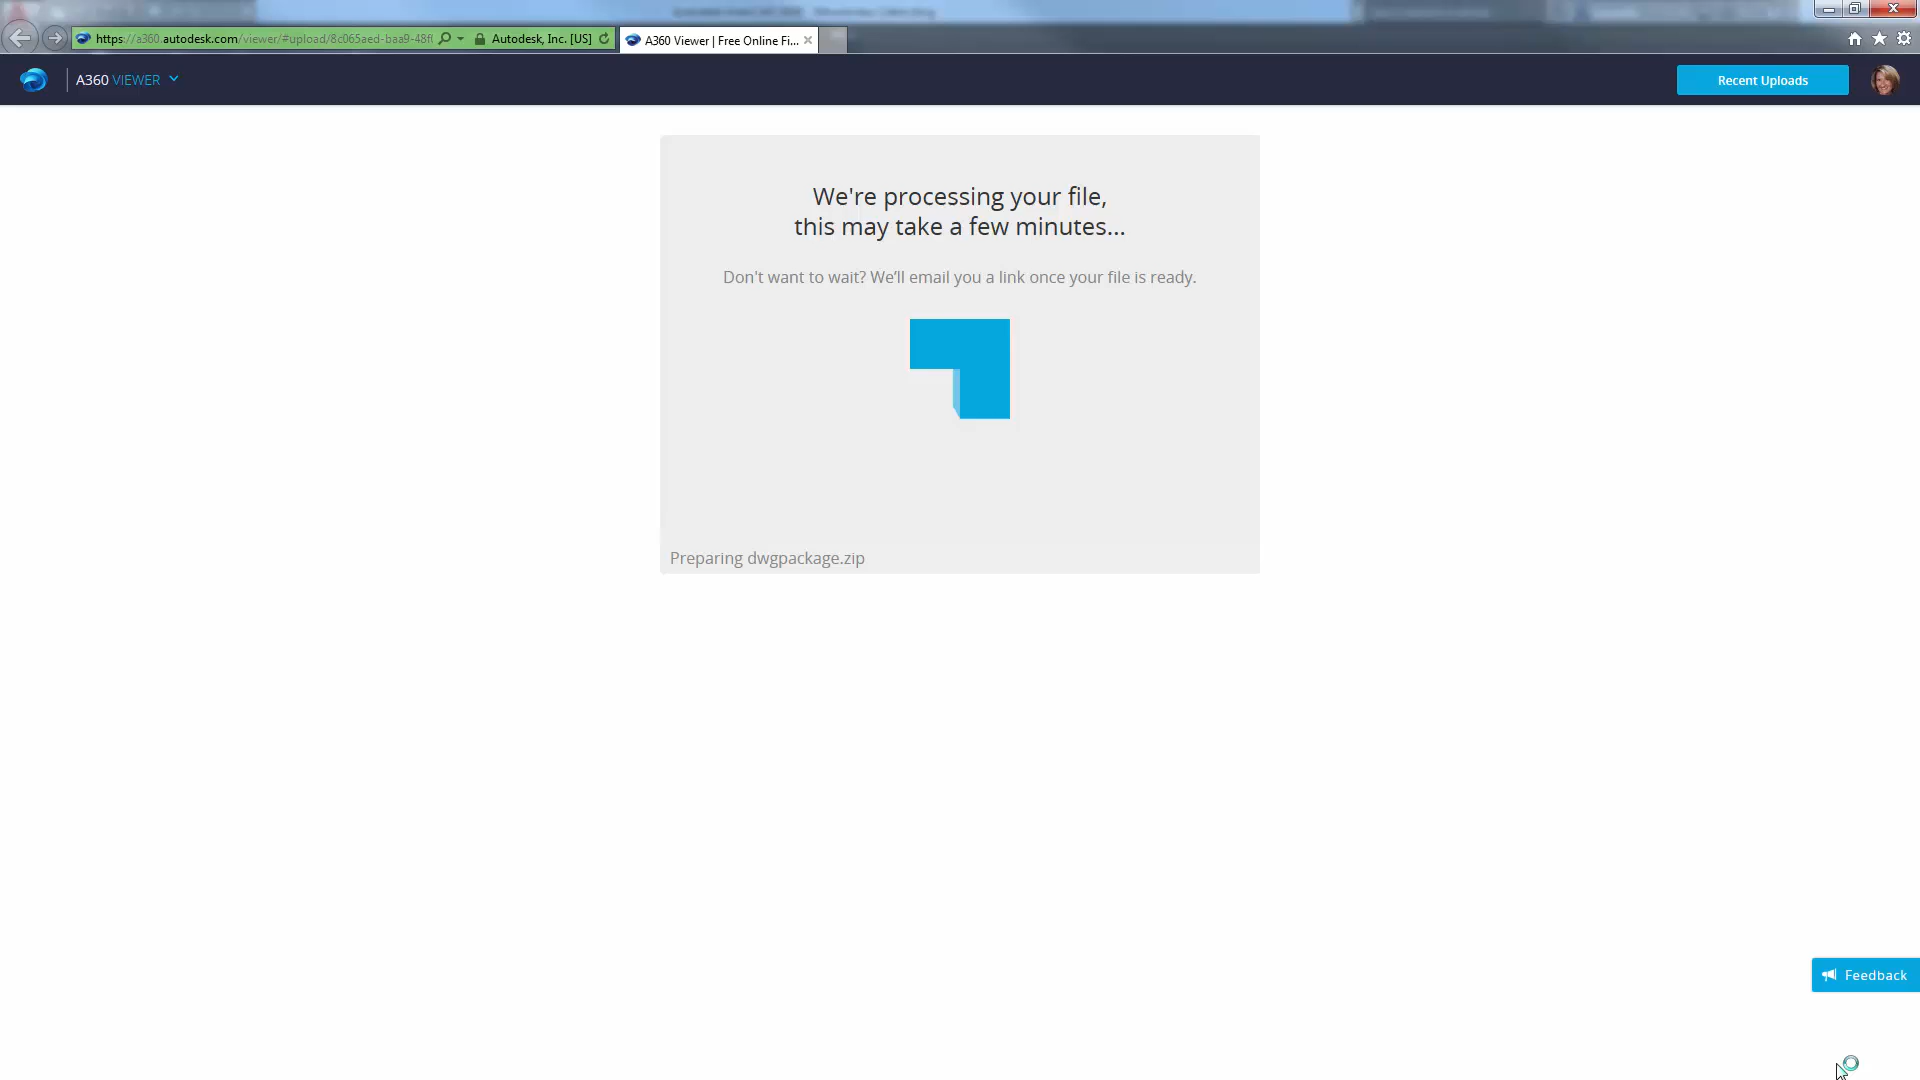 https://a360.autodesk.com/viewer/#upload/8c065aed-baa9-48f
Autodesk, Inc. [US]
A360 Viewer | Free Online Fi...
A360 VIEWER
Recent Uploads
We're processing your file,
this may take a few minutes...
Don't want to wait? We'll email you a link once your file is ready.
Preparing dwgpackage.zip
Feedback